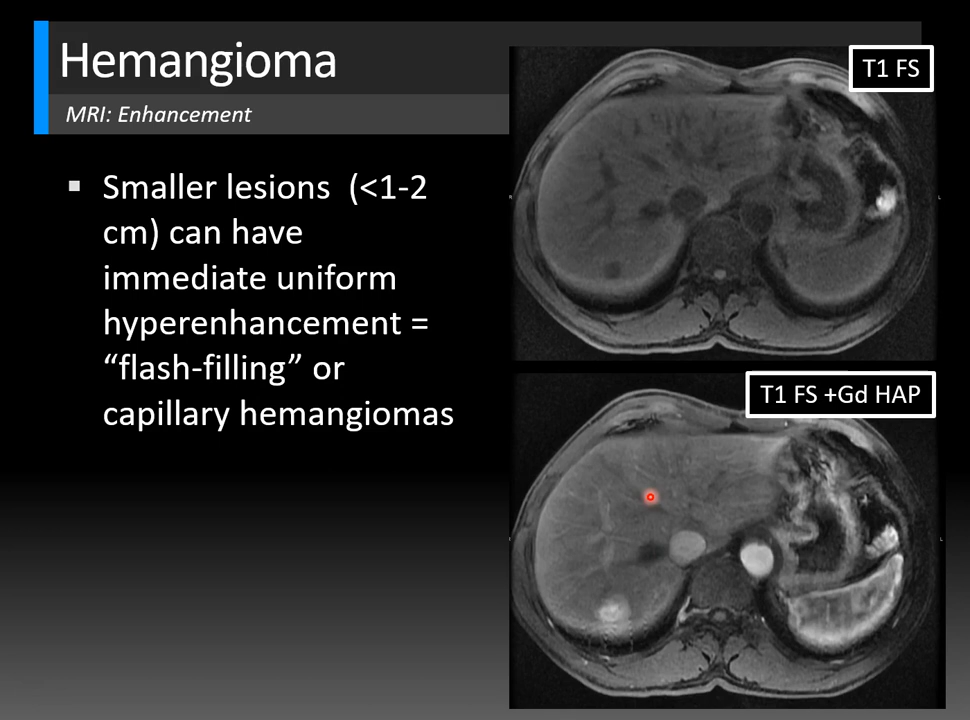 Hemangioma
MRI: Enhancement
T1 FS
▪ Smaller lesions (<1-2
cm) can have
immediate uniform
hyperenhancement =
“flash-filling” or
capillary hemangiomas
T1 FS +Gd HAP